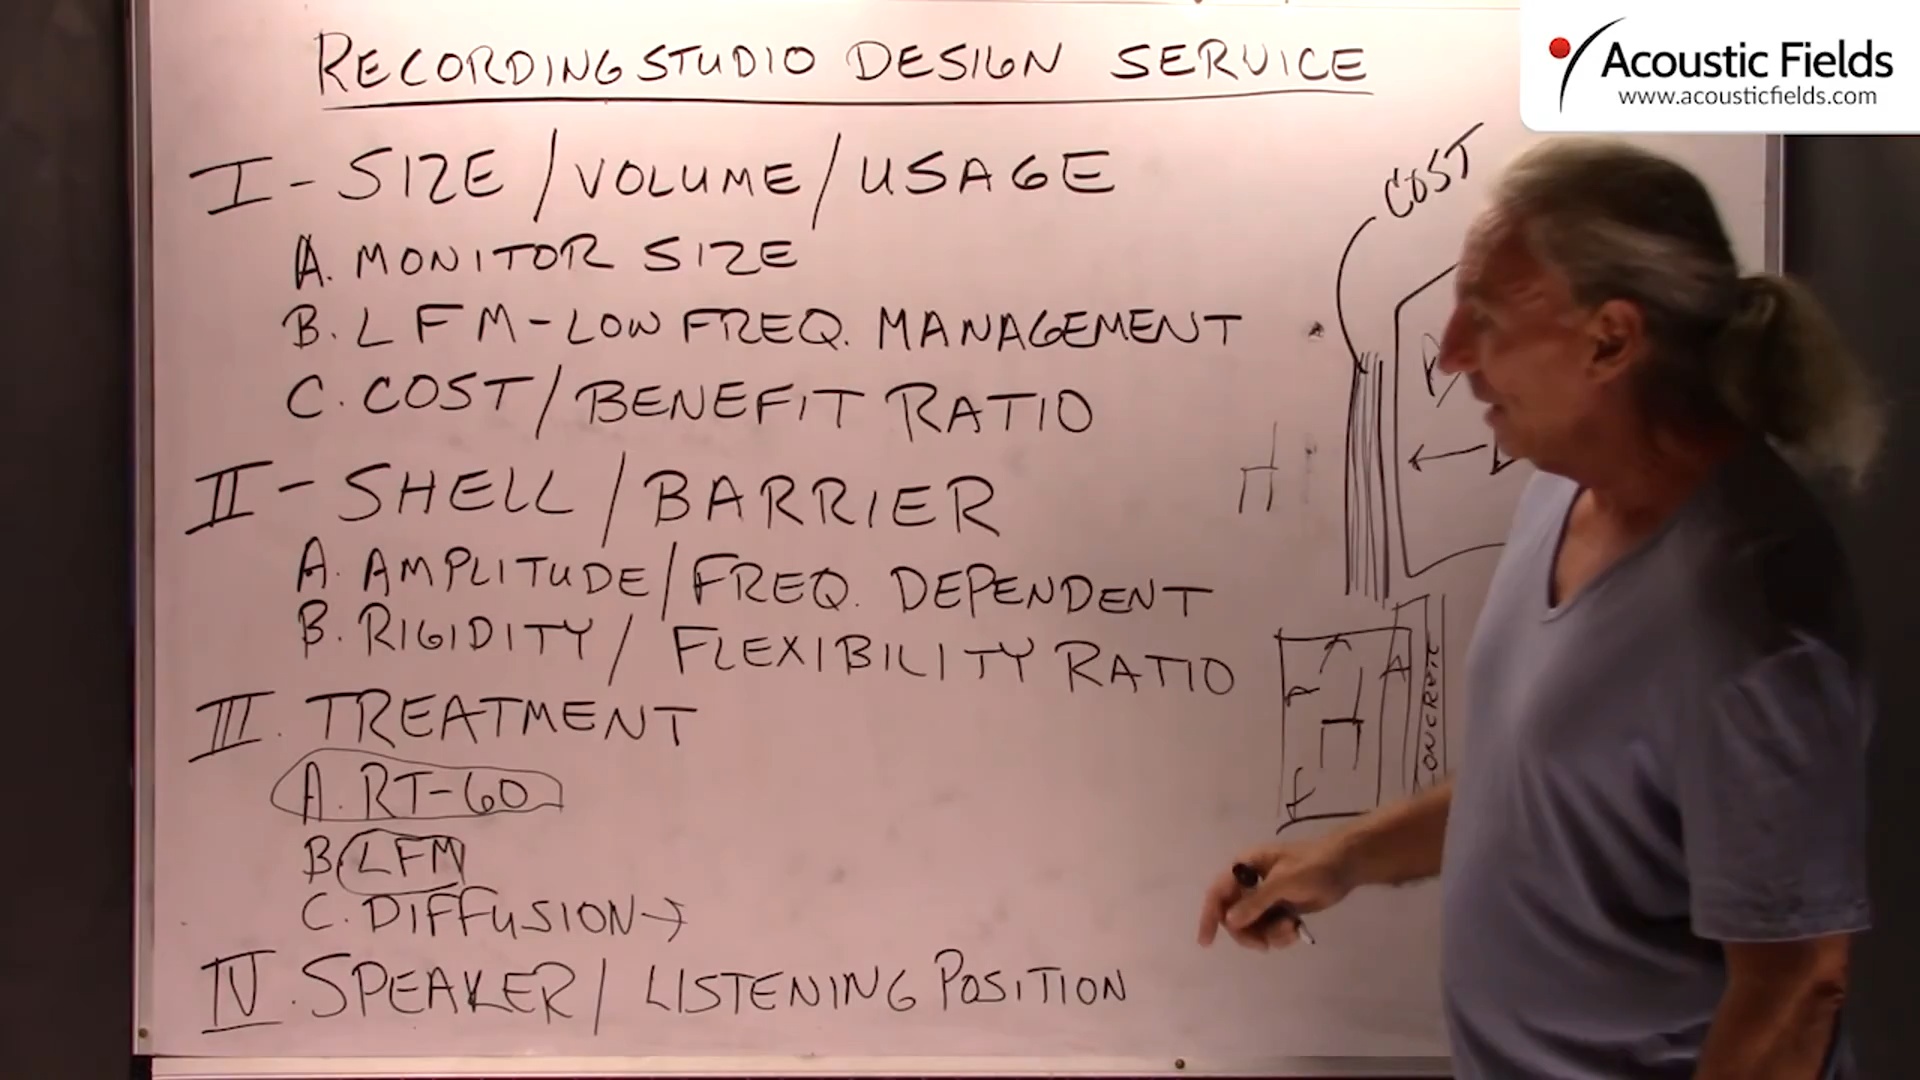 RECORDING STUDIO DESIGN SERVICE
I - SIZE / VOLUME / USAGE
A. MONITOR SIZE
B. LFM - LOW FREQ. MANAGEMENT
C. COST / BENEFIT RATIO
II - SHELL / BARRIER
A. AMPLITUDE / FREQ. DEPENDENT
B. RIGIDITY / FLEXIBILITY RATIO
III. TREATMENT
A. RT-60
B. LFM
C. DIFFUSION →
IV. SPEAKER / LISTENING POSITION
COST
A
Acoustic Fields
www.acousticfields.com